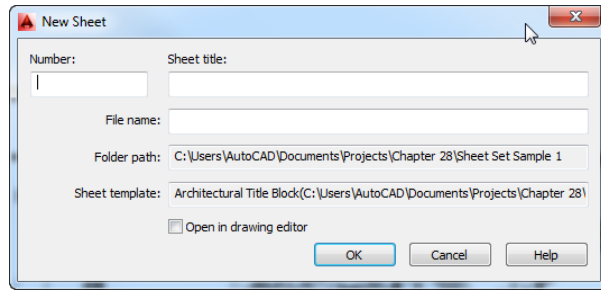 New Sheet
Number: Sheet title:
File name:
Folder path: C:\Users\AutoCAD\Documents\Projects\Chapter 28\Sheet Set Sample 1
Sheet template: Architectural Title Block(C:\Users\AutoCAD\Documents\Projects\Chapter 28\
Open in drawing editor
OK Cancel Help